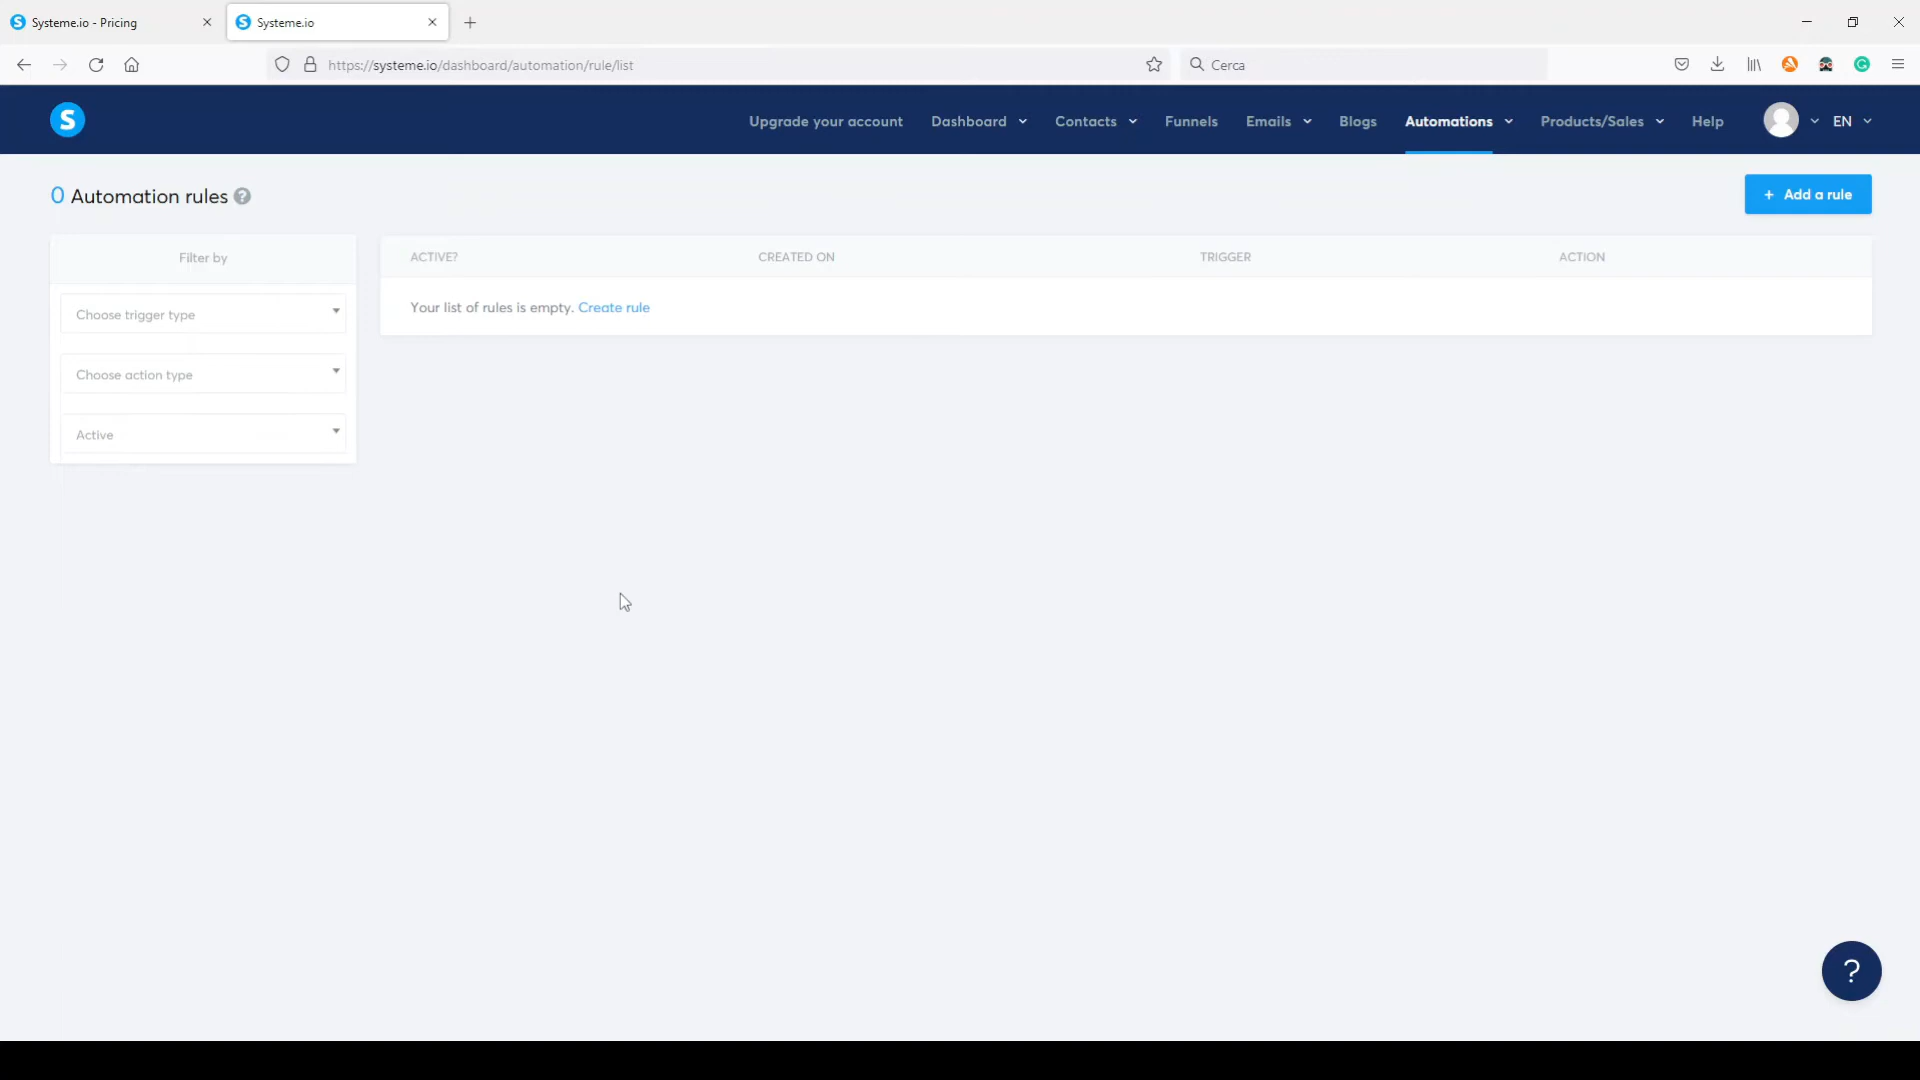 Systeme.io - Pricing
Systeme.io
https://systeme.io/dashboard/automation/rule/list
Cerca
S
Upgrade your account Dashboard Contacts Funnels Emails Blogs Automations Products/Sales Help EN
0 Automation rules ?
+ Add a rule
Filter by
ACTIVE? CREATED ON TRIGGER ACTION
Choose trigger type
Your list of rules is empty. Create rule
Choose action type
Active
?